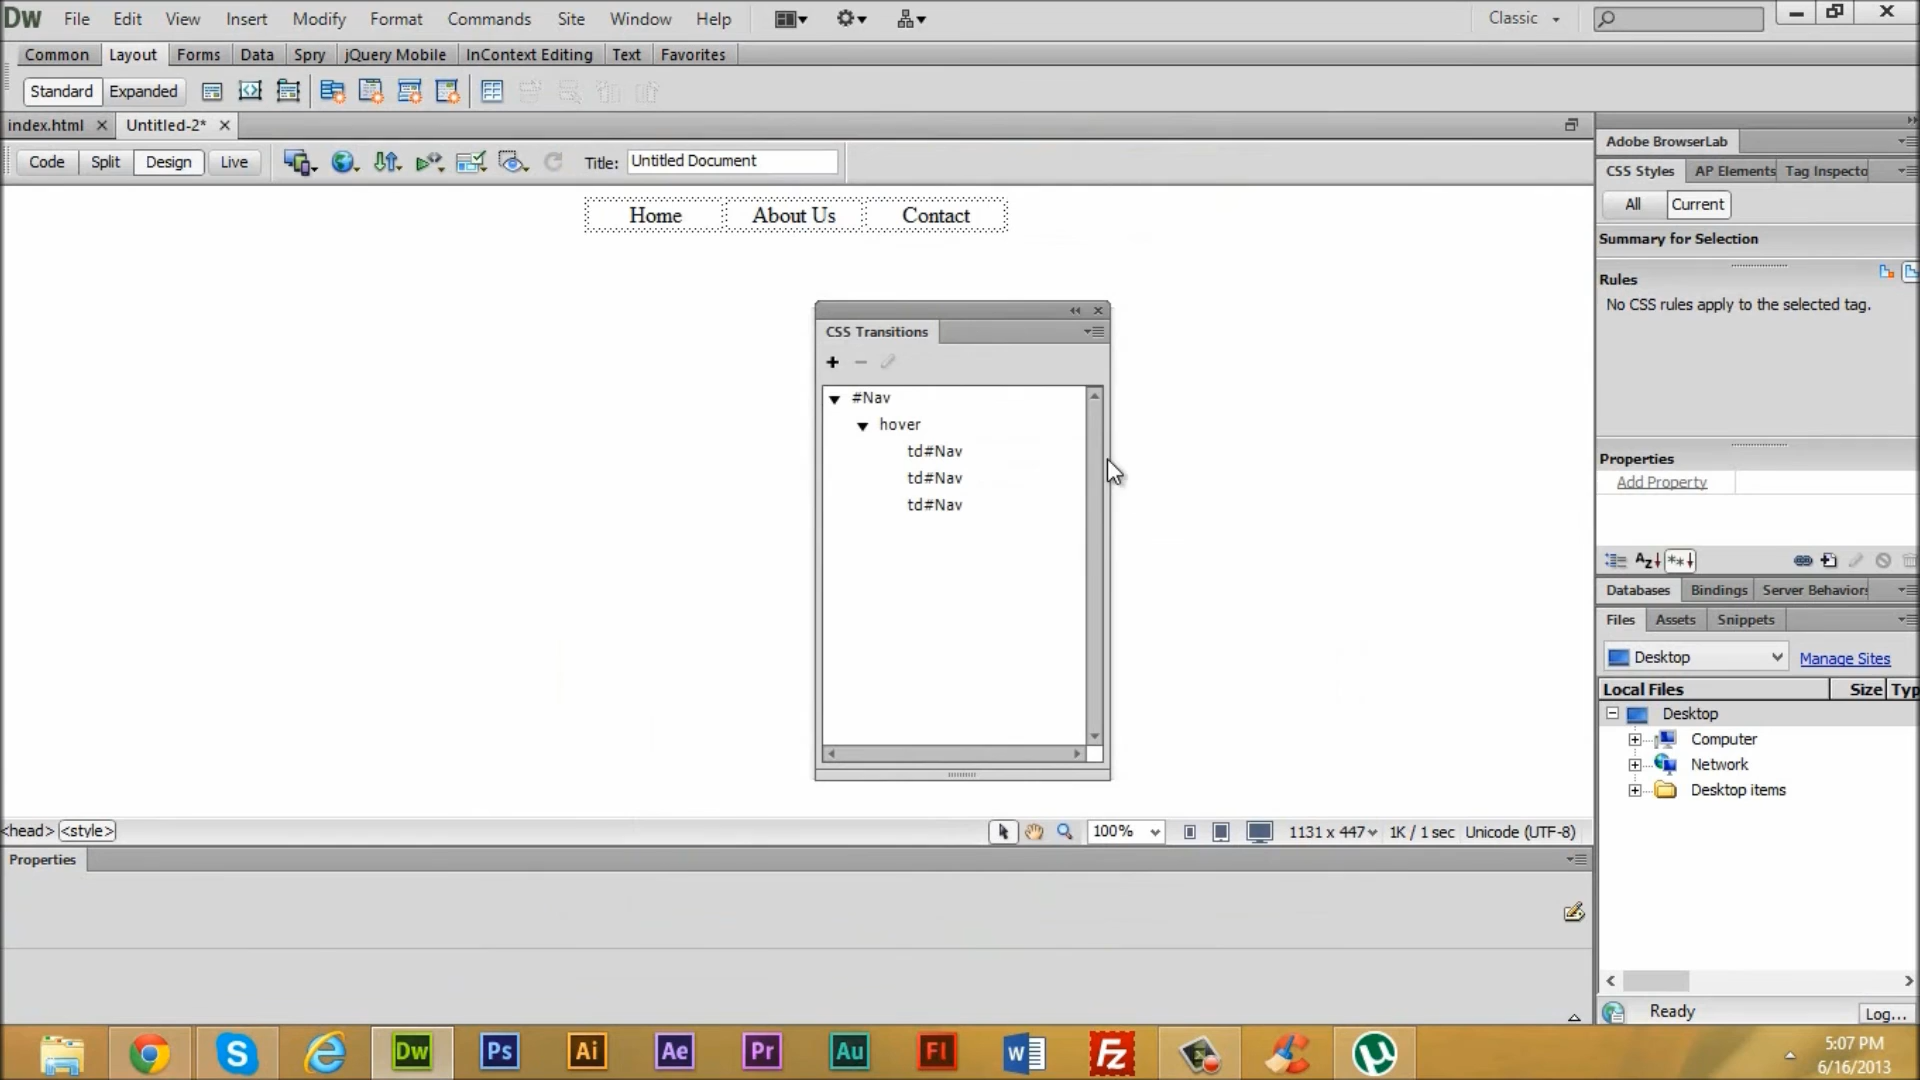 Dw File Edit View Insert Modify Format Commands Site Window Help Classic
Common Layout Forms Data Spry jQuery Mobile InContext Editing Text Favorites
Standard Expanded
index.html Untitled-2*
Code Split Design Live Title: Untitled Document
Home About Us Contact
CSS Transitions
#Nav
hover
td#Nav
td#Nav
td#Nav
Adobe BrowserLab
CSS Styles AP Elements Tag Inspecto
All Current
Summary for Selection
Rules
No CSS rules apply to the selected tag.
Properties
Add Property
Databases Bindings Server Behaviors
Files Assets Snippets
Desktop Manage Sites
Local Files Size Typ
Desktop
Computer
Network
Desktop items
Ready Log...
<head> <style> 100% 1131 x 447 1K / 1 sec Unicode (UTF-8)
Properties
Dw Ps Ai Ae Pr Au Fl W Fz
5:07 PM
6/16/2013